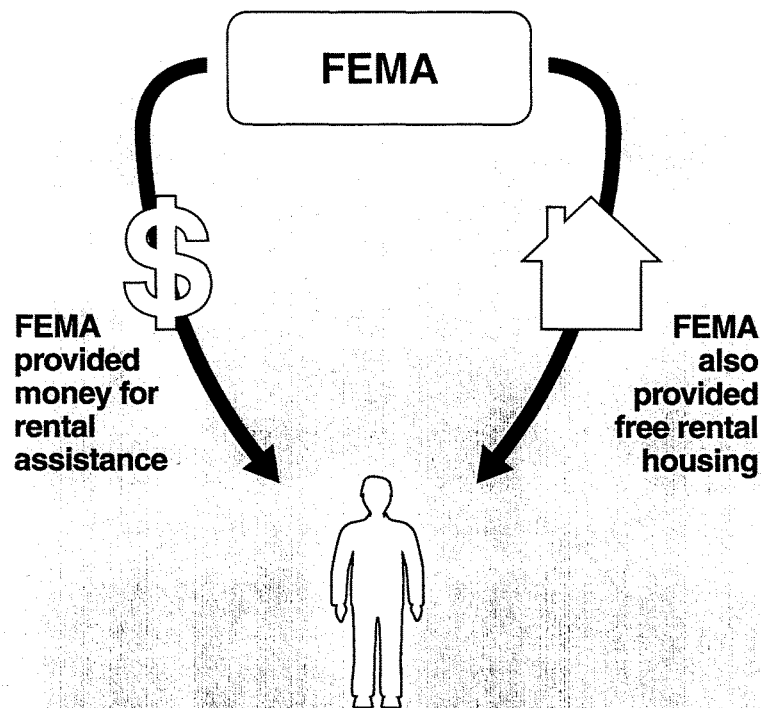 FEMA
$
FEMA
provided
money for
rental
assistance
FEMA
also
provided
free rental
housing